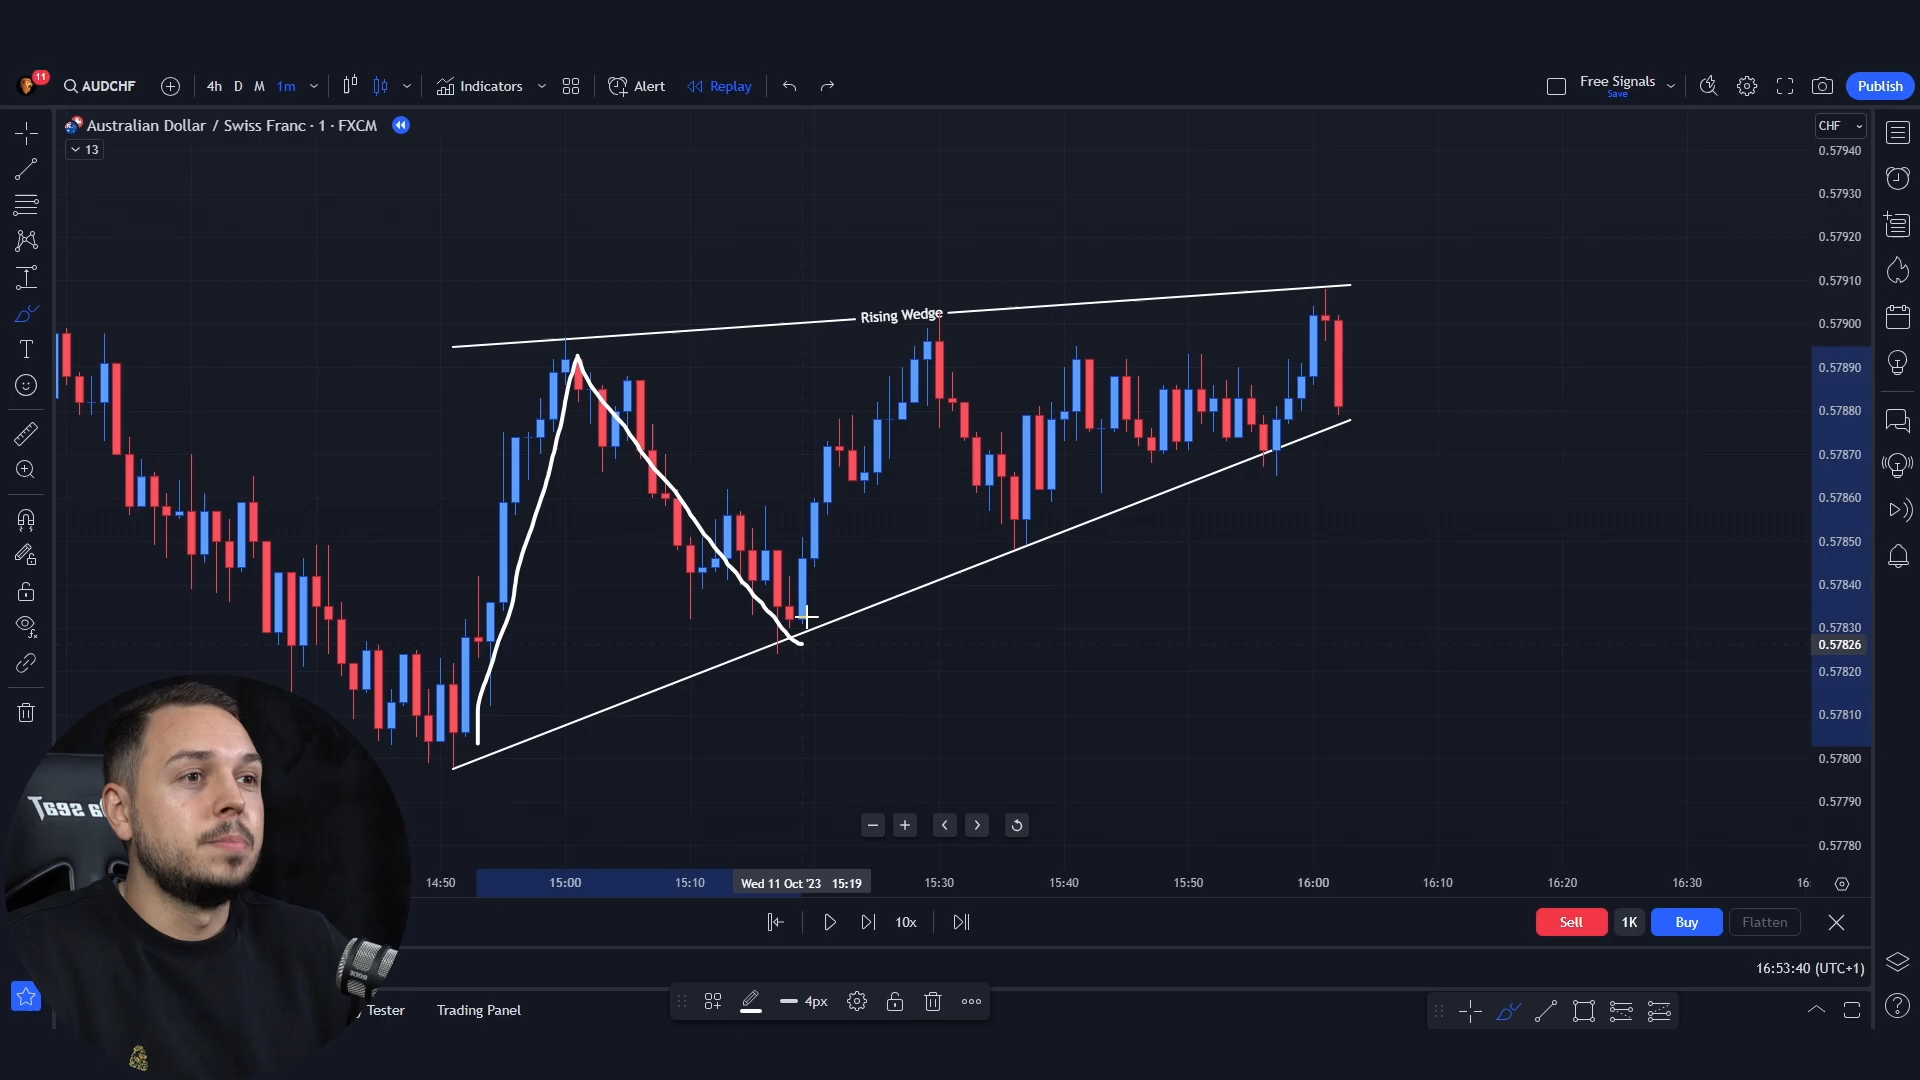 11
AUDCHF
4h D M 1m
Indicators
Alert
Replay
Free Signals
Save
Publish
Australian Dollar / Swiss Franc · 1 · FXCM
13
CHF
0.57940
0.57930
0.57920
0.57910
0.57900
0.57890
0.57880
0.57870
0.57860
0.57850
0.57840
0.57830
0.57826
0.57820
0.57810
0.57800
0.57790
0.57780
Rising Wedge
14:50
15:00
15:10
Wed 11 Oct '23 15:19
15:30
15:40
15:50
16:00
16:10
16:20
16:30
16:
10x
Sell
1K
Buy
Flatten
16:53:40 (UTC+1)
Tester
Trading Panel
4px
RODE